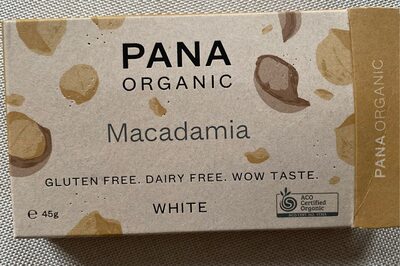 PANA
ORGANIC
Macadamia
GLUTEN FREE. DAIRY FREE. WOW TASTE.
℮ 45g
WHITE
ACO
Certified
Organic
PANA ORGANIC